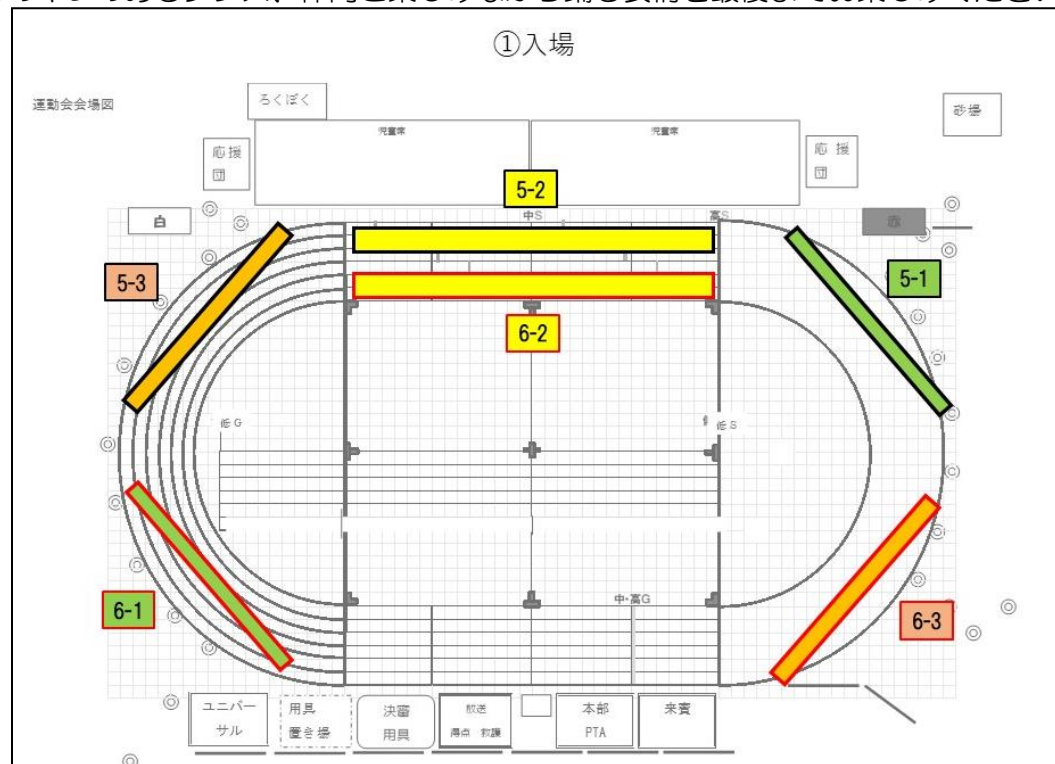 ①入場
運動会会場図
ろくぼく
砂場
児童席
児童席
応援
団
応援
団
5-2
中S
高S
白
赤
5-3
5-1
6-2
低G
低S
6-1
中・高G
6-3
ユニバー
サル
用具
置き場
決審
用具
放送
得点 救護
本部
PTA
来賓